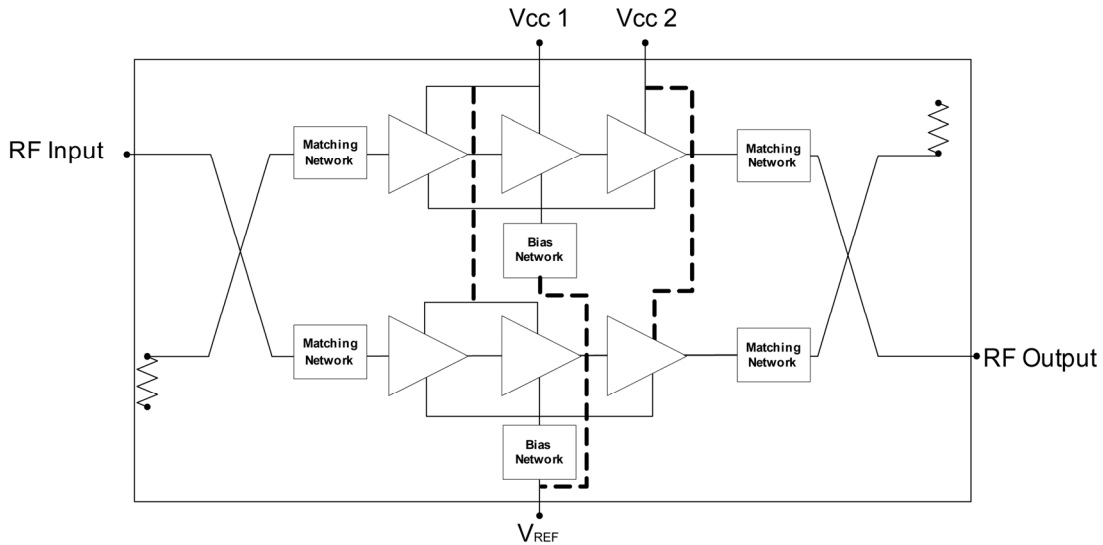 Vcc 1
Vcc 2
RF Input
Matching
Network
Matching
Network
Bias
Network
Matching
Network
Matching
Network
RF Output
Bias
Network
VREF